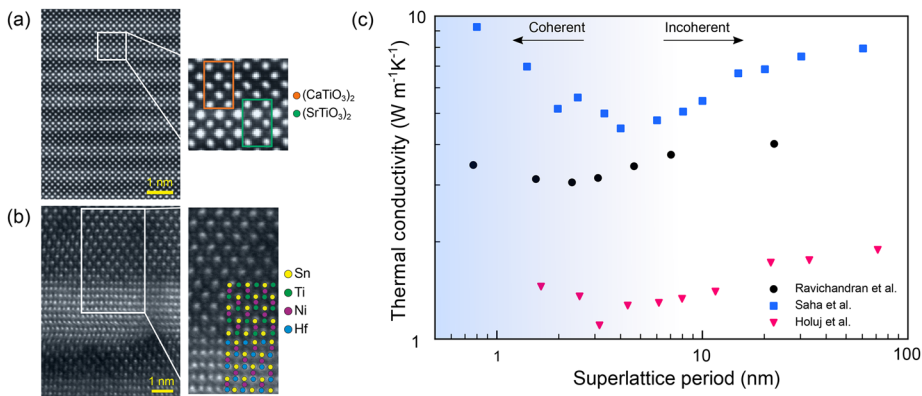 (a)
1 nm
(CaTiO₃)₂
(SrTiO₃)₂
(b)
1 nm
Sn
Ti
Ni
Hf
(c)
Thermal conductivity (W m⁻¹K⁻¹)
10
1
Coherent
Incoherent
Ravichandran et al.
Saha et al.
Holuj et al.
1
10
100
Superlattice period (nm)